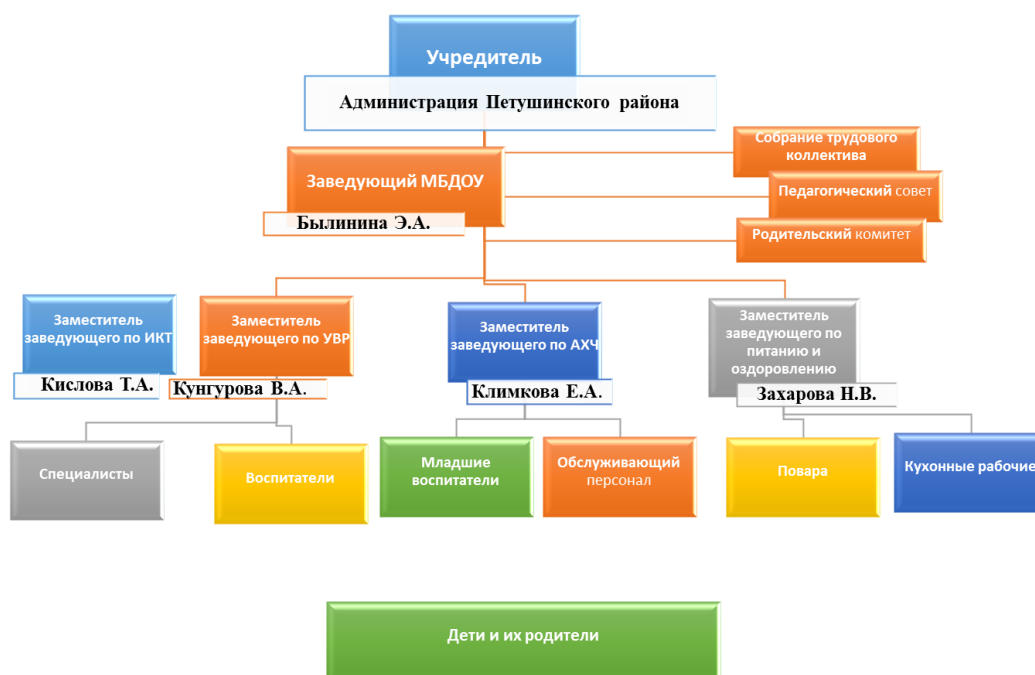 Учредитель
Администрация Петушинского района
Собрание трудового
коллектива
Заведующий МБДОУ
Педагогический совет
Былинина Э.А.
Родительский комитет
Заместитель
заведующего по ИКТ
Кислова Т.А.
Заместитель
заведующего по УВР
Кунгурова В.А.
Заместитель
заведующего по АХЧ
Климкова Е.А.
Заместитель
заведующего по
питанию и
оздоровлению
Захарова Н.В.
Специалисты
Воспитатели
Младшие
воспитатели
Обслуживающий
персонал
Повара
Кухонные рабочие
Дети и их родители